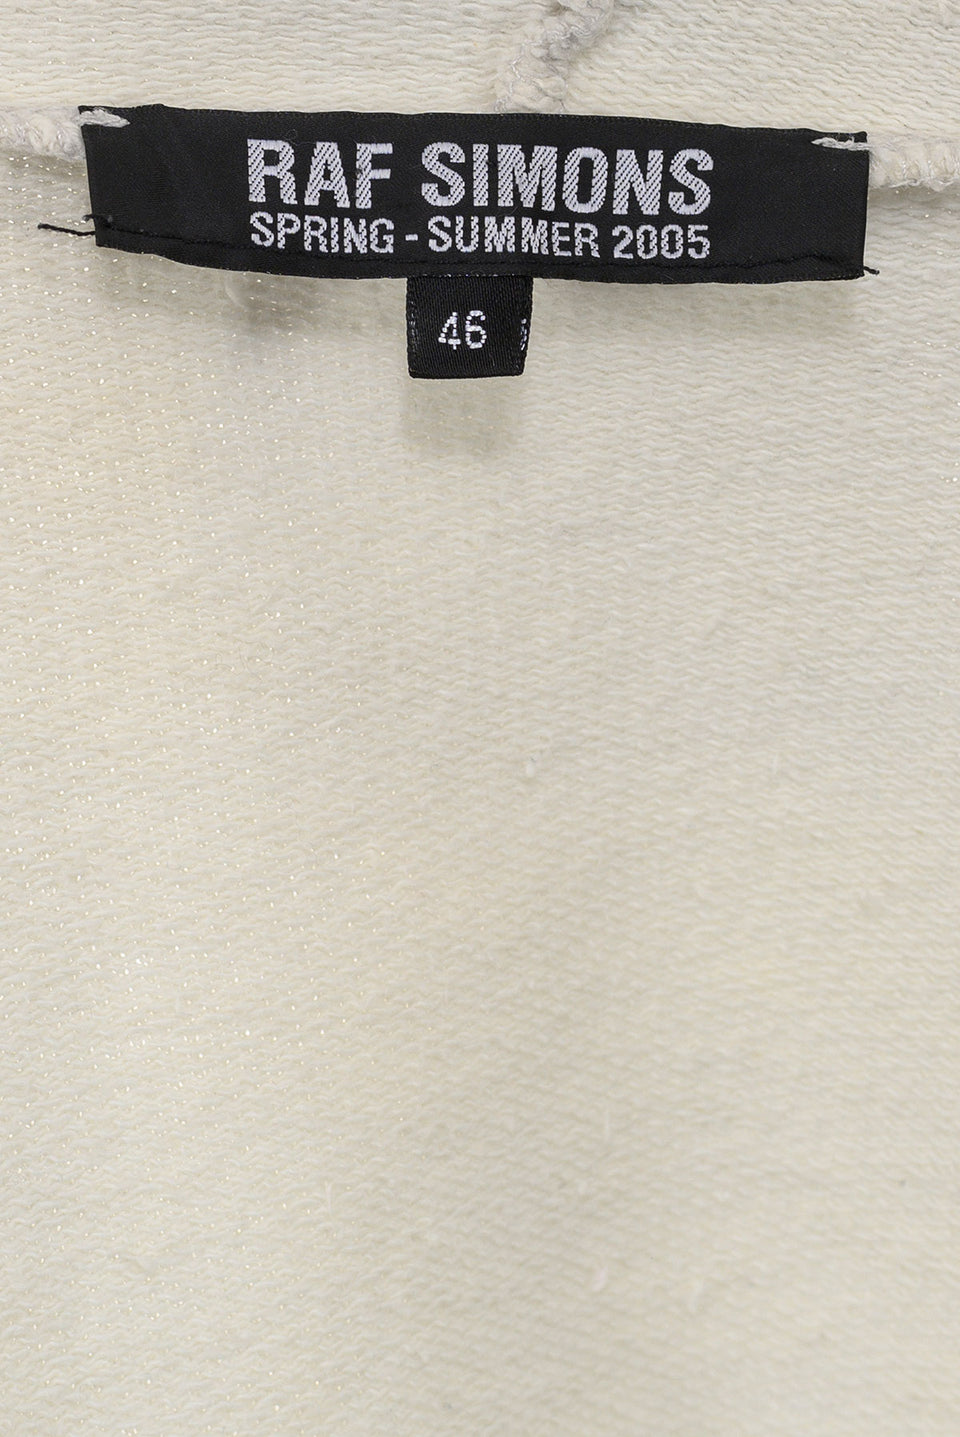 RAF SIMONS
SPRING - SUMMER 2005
46